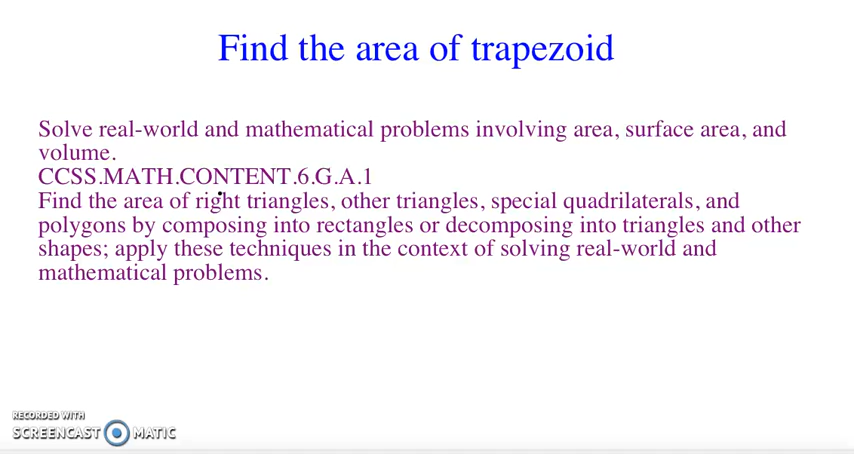 Find the area of trapezoid
Solve real-world and mathematical problems involving area, surface area, and
volume.
CCSS.MATH.CONTENT.6.G.A.1
Find the area of right triangles, other triangles, special quadrilaterals, and
polygons by composing into rectangles or decomposing into triangles and other
shapes; apply these techniques in the context of solving real-world and
mathematical problems.
RECORDED WITH
SCREENCAST MATIC